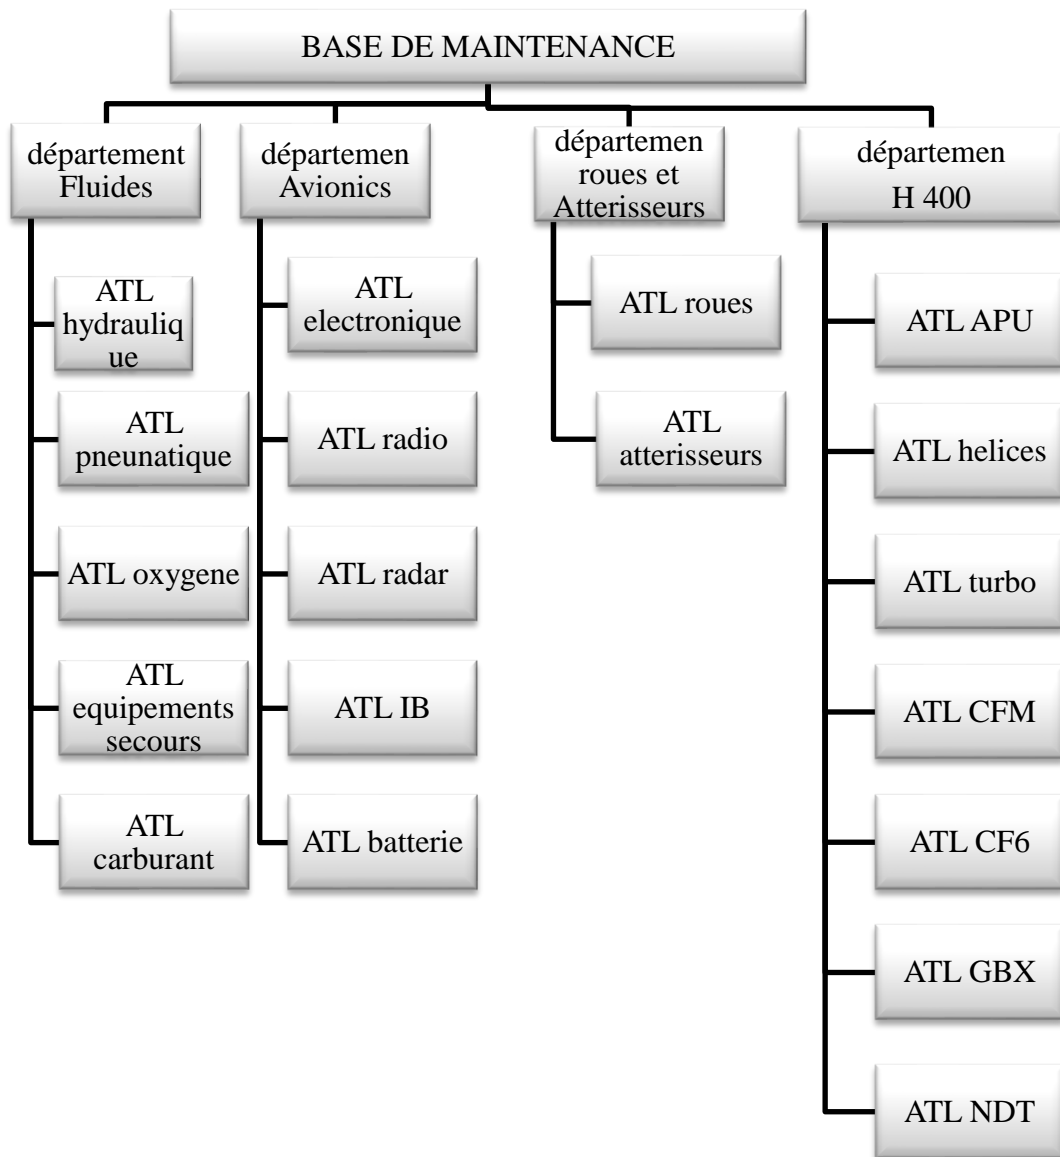 BASE DE MAINTENANCE
département
Fluides
ATL
hydrauliq
ue
ATL
pneunatique
ATL oxygene
ATL
equipements
secours
ATL
carburant
départemen
Avionics
ATL
electronique
ATL radio
ATL radar
ATL IB
ATL batterie
départemen
roues et
Atterisseurs
ATL roues
ATL
atterisseurs
départemen
H 400
ATL APU
ATL helices
ATL turbo
ATL CFM
ATL CF6
ATL GBX
ATL NDT